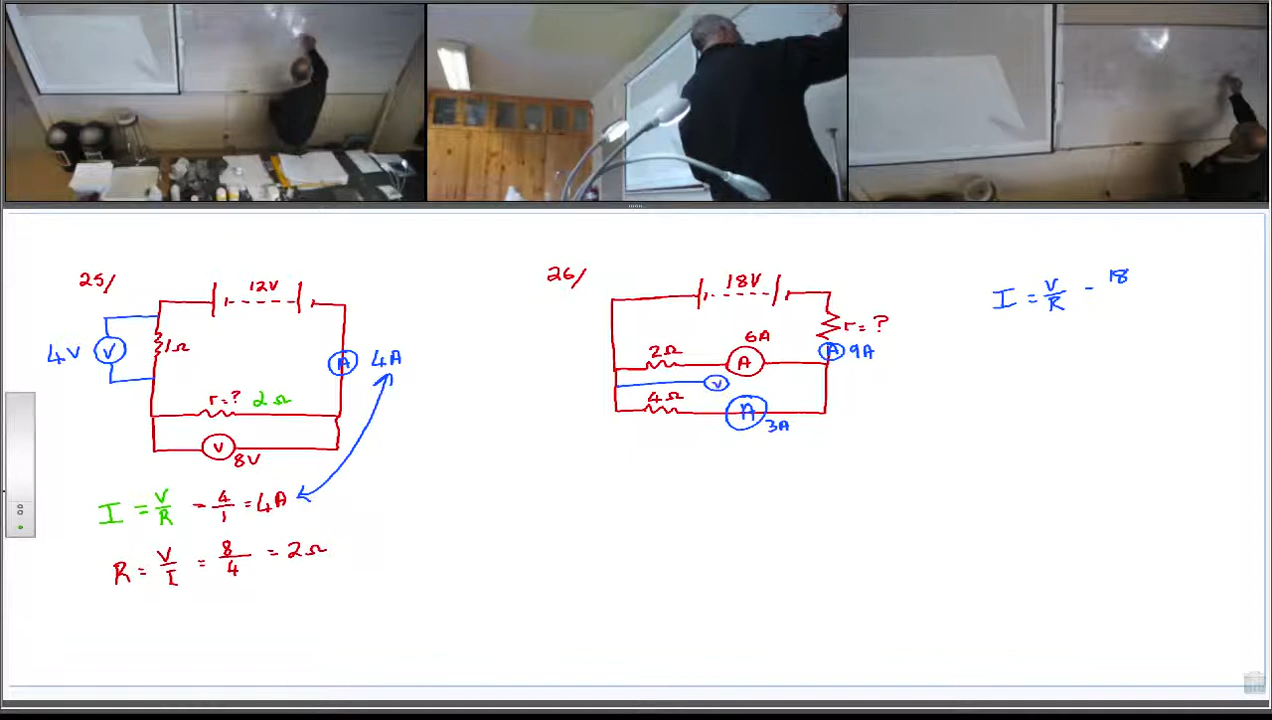 25/
12V
4V
V
1Ω
A
4A
r=?
2Ω
V
8V
I = V/R = 4/1 = 4A
R = V/I = 8/4 = 2Ω
26/
18V
r=?
6A
2Ω
A
A
9A
V
4Ω
A
3A
I = V/R - 18